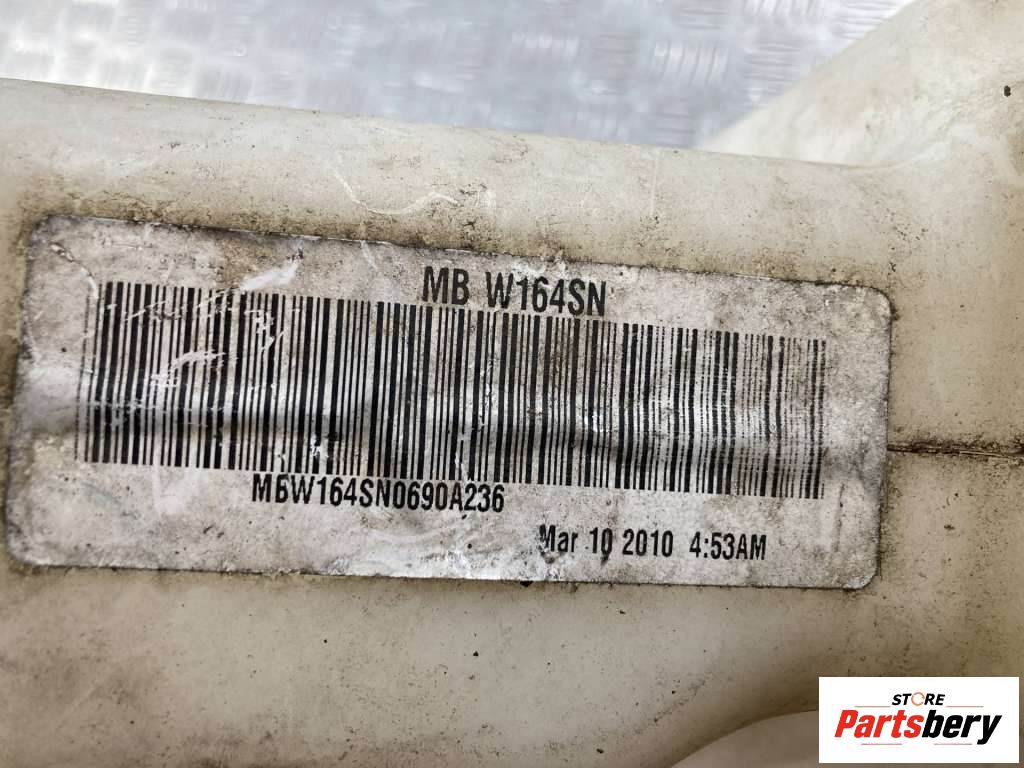 MB W164SN
MBW164SN0690A236
Mar 10 2010 4:53AM
STORE
Partsbery